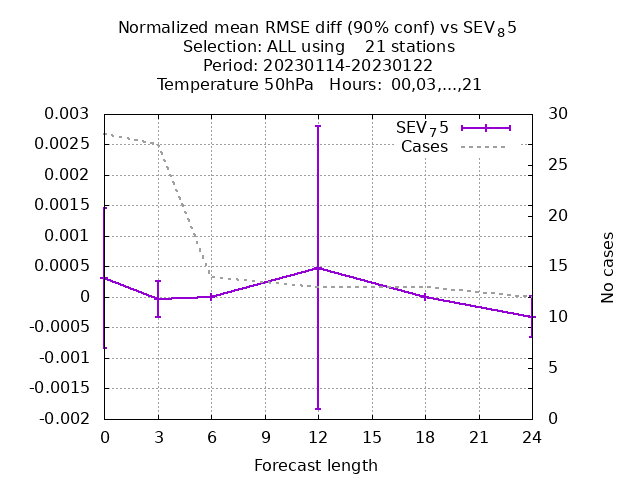 Normalized mean RMSE diff (90% conf) vs SEV₈5
Selection: ALL using    21 stations
Period: 20230114-20230122
Temperature 50hPa   Hours:  00,03,...,21
SEV₇5
Cases
0.003
0.0025
0.002
0.0015
0.001
0.0005
0
-0.0005
-0.001
-0.0015
-0.002
30
25
20
15
10
5
0
No cases
0 3 6 9 12 15 18 21 24
Forecast length